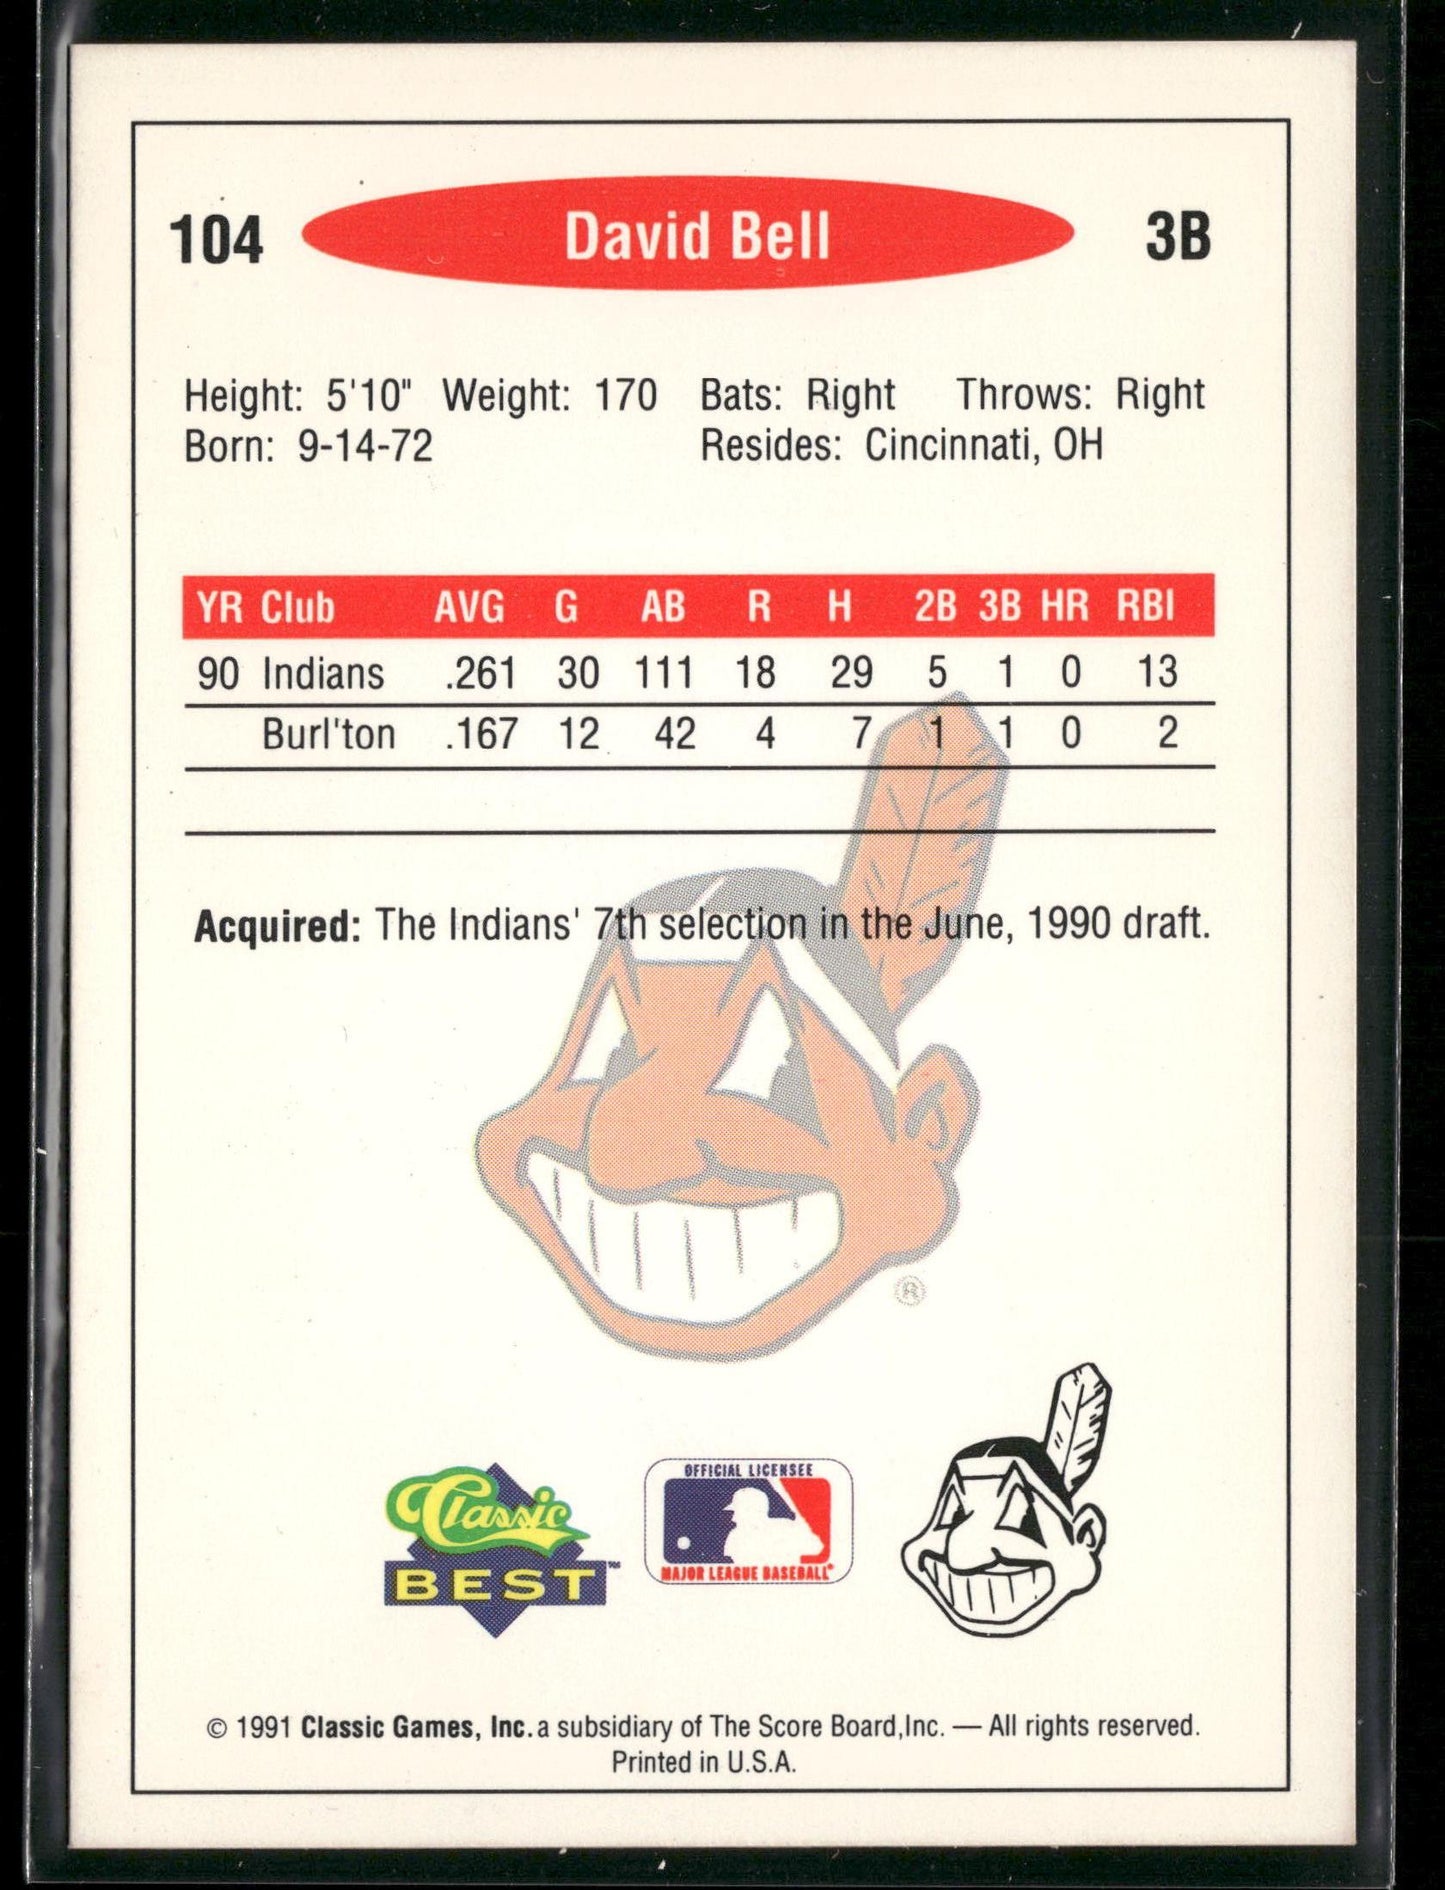 104 David Bell 3B
Height: 5'10" Weight: 170 Bats: Right Throws: Right
Born: 9-14-72 Resides: Cincinnati, OH
YR Club AVG G AB R H 2B 3B HR RBI
90 Indians .261 30 111 18 29 5 1 0 13
Burl'ton .167 12 42 4 7 1 1 0 2
Acquired: The Indians' 7th selection in the June, 1990 draft.
®
Classic
BEST™
OFFICIAL LICENSEE
MAJOR LEAGUE BASEBALL®
© 1991 Classic Games, Inc. a subsidiary of The Score Board,Inc. — All rights reserved.
Printed in U.S.A.